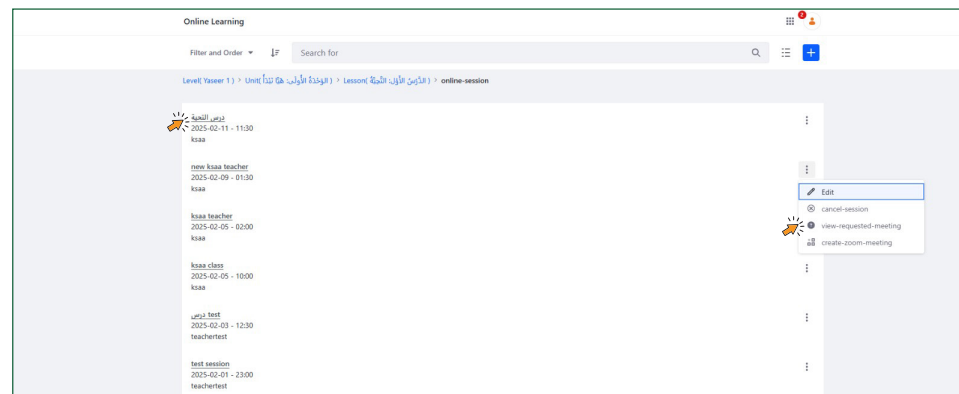 Online Learning
2
Filter and Order
Search for
Level( Yaseer 1 ) > Unit( الوَحْدَةُ الأُولَى: هَيَّا نَبْدَأُ ) > Lesson( الدَّرْسُ الأَوَّل: التَّحِيَّةُ ) > online-session
درس التحية
2025-02-11 - 11:30
ksaa
new ksaa teacher
2025-02-09 - 01:30
ksaa
Edit
cancel-session
view-requested-meeting
create-zoom-meeting
ksaa teacher
2025-02-05 - 02:00
ksaa
ksaa class
2025-02-05 - 10:00
ksaa
درس test
2025-02-03 - 12:30
teachertest
test session
2025-02-01 - 23:00
teachertest